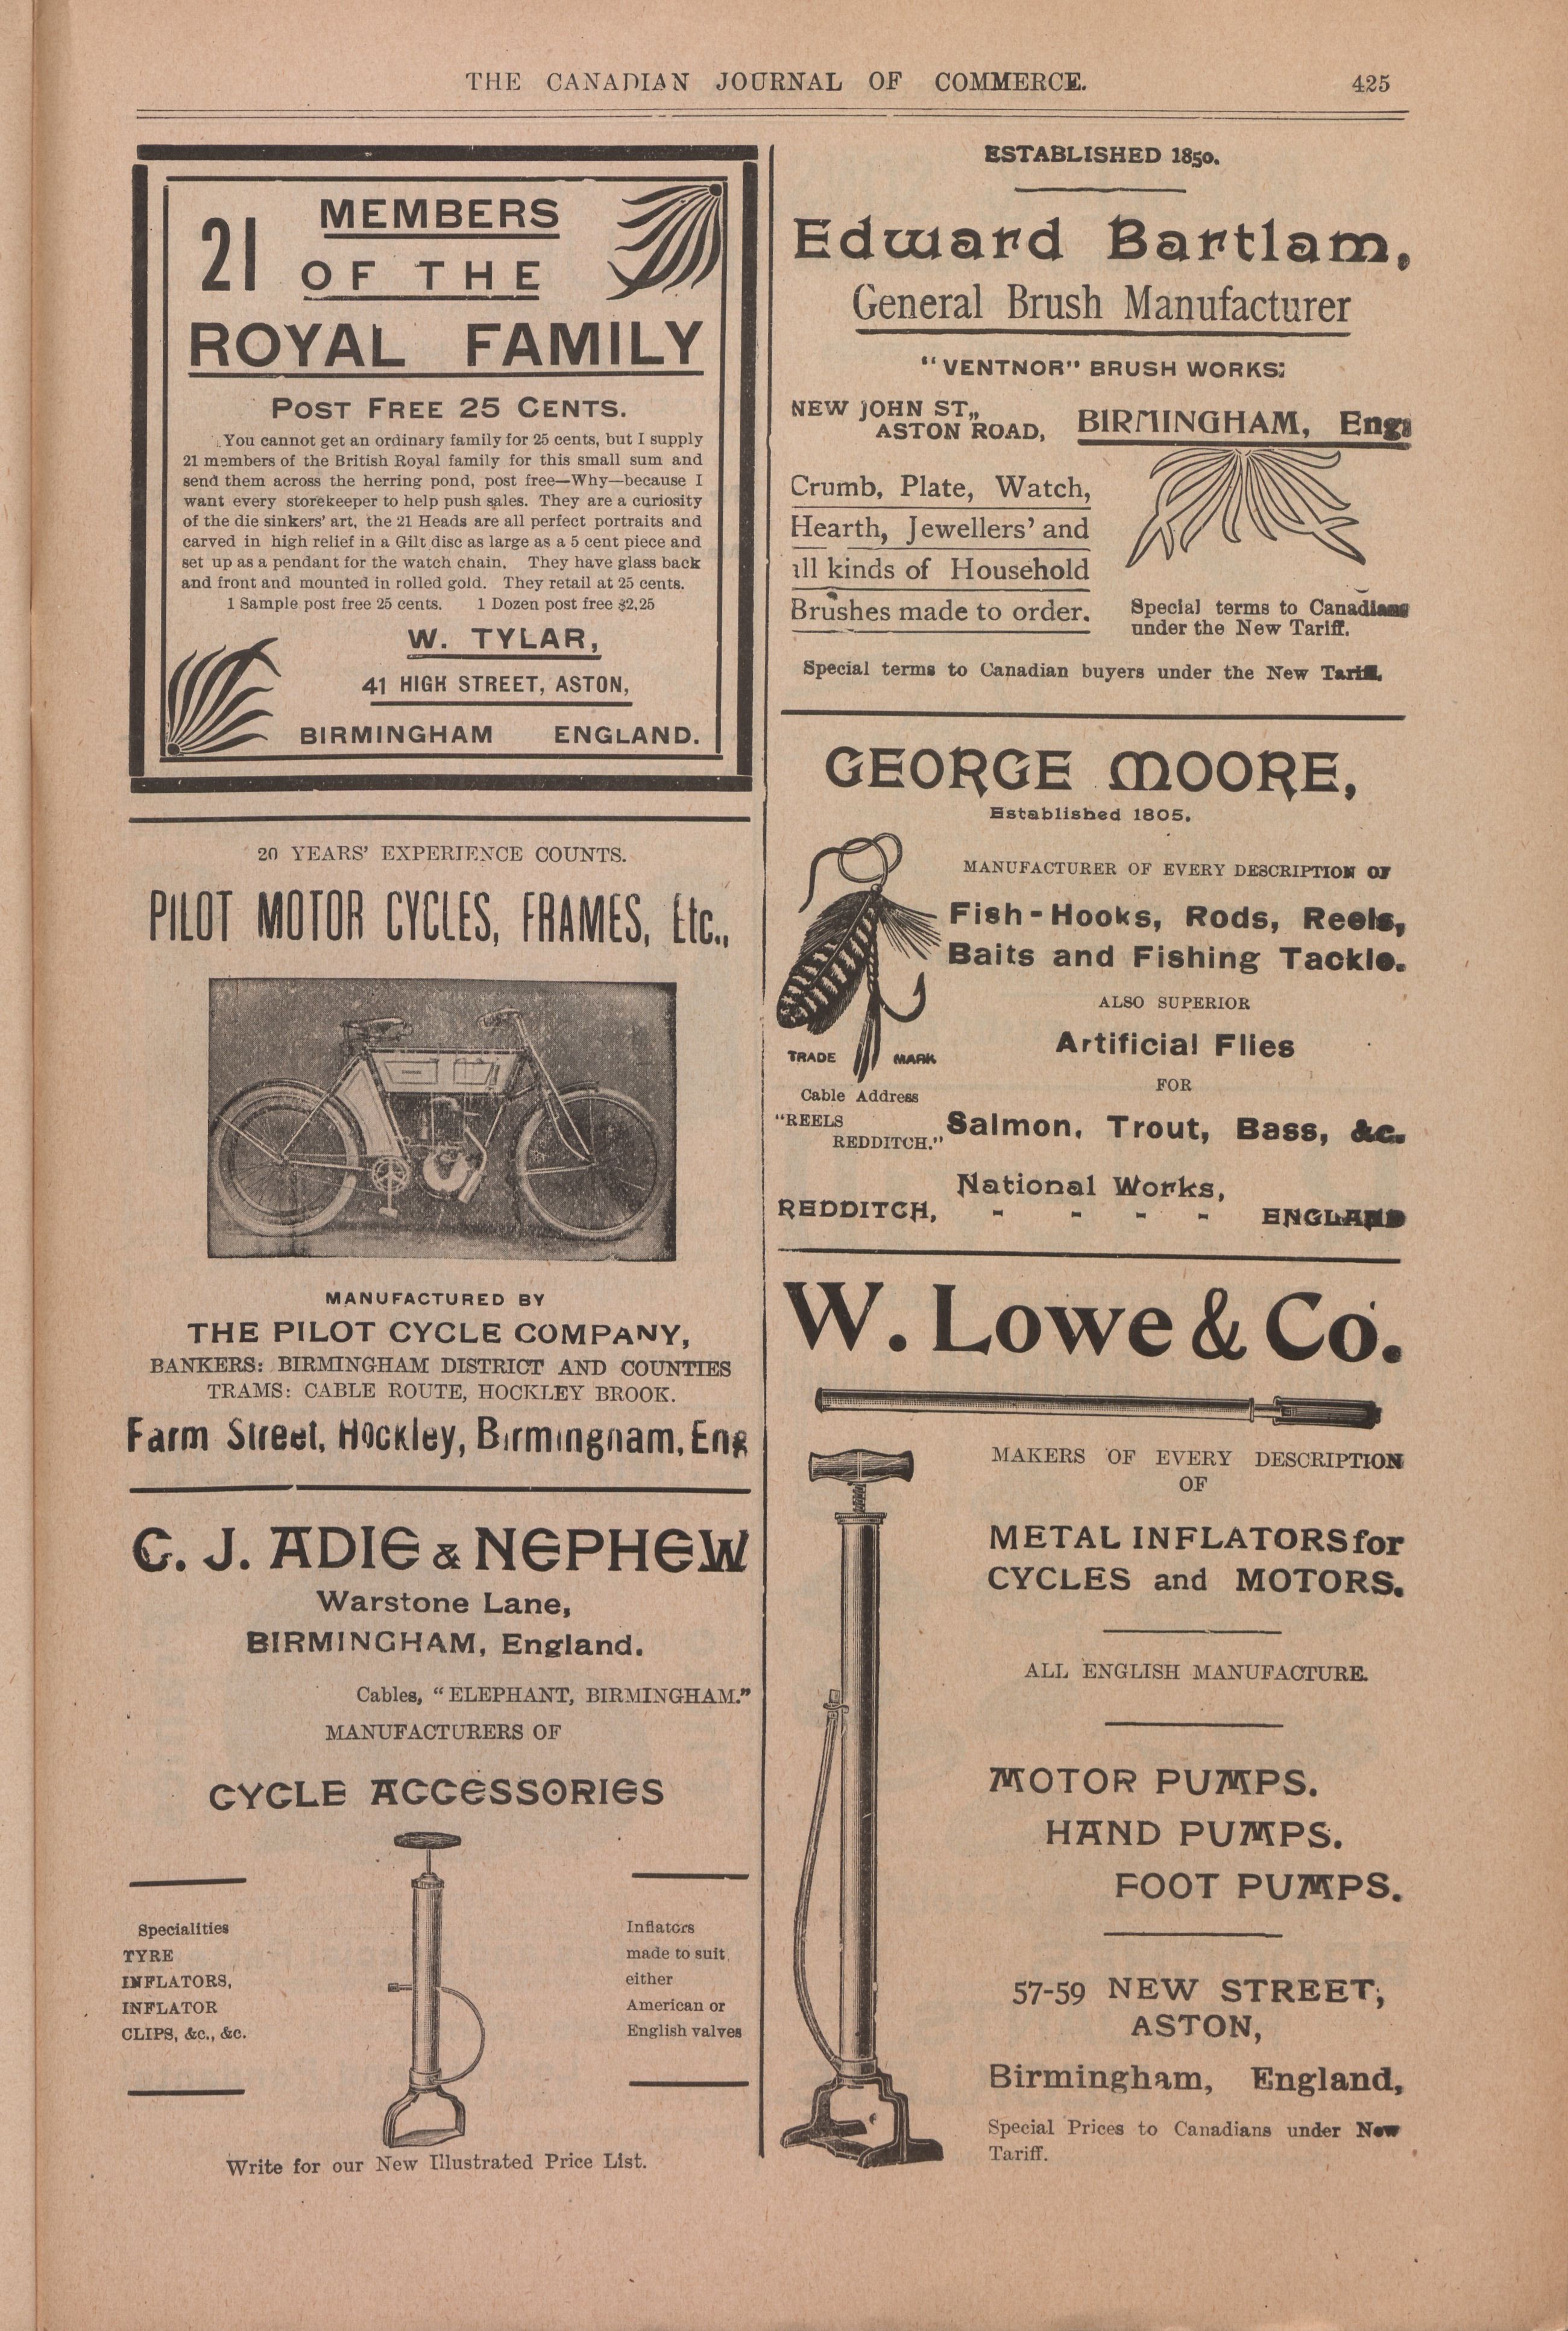 THE CANADIAN JOURNAL OF COMMERCE. 425
21 MEMBERS
OF THE
ROYAL FAMILY
POST FREE 25 CENTS.
You cannot get an ordinary family for 25 cents, but I supply
21 members of the British Royal family for this small sum and
send them across the herring pond, post free—Why—because I
want every storekeeper to help push sales. They are a curiosity
of the die sinkers' art, the 21 Heads are all perfect portraits and
carved in high relief in a Gilt disc as large as a 5 cent piece and
set up as a pendant for the watch chain. They have glass back
and front and mounted in rolled gold. They retail at 25 cents.
1 Sample post free 25 cents. 1 Dozen post free $2.25
W. TYLAR,
41 HIGH STREET, ASTON,
BIRMINGHAM ENGLAND.
20 YEARS' EXPERIENCE COUNTS.
PILOT MOTOR CYCLES, FRAMES, Etc.,
MANUFACTURED BY
THE PILOT CYCLE COMPANY,
BANKERS: BIRMINGHAM DISTRICT AND COUNTIES
TRAMS: CABLE ROUTE, HOCKLEY BROOK.
Farm Street, Hockley, Birmingham, Eng
C. J. ADIE & NEPHEW
Warstone Lane,
BIRMINGHAM, England.
Cables, "ELEPHANT, BIRMINGHAM."
MANUFACTURERS OF
CYCLE ACCESSORIES
Specialities
TYRE
INFLATORS,
INFLATOR
CLIPS, &c., &c.
Inflators
made to suit
either
American or
English valves
Write for our New Illustrated Price List.
ESTABLISHED 1850.
Edward Bartlam,
General Brush Manufacturer
"VENTNOR" BRUSH WORKS:
NEW JOHN ST.,
ASTON ROAD, BIRMINGHAM, Eng:
Crumb, Plate, Watch,
Hearth, Jewellers' and
all kinds of Household
Brushes made to order.
Special terms to Canadians
under the New Tariff.
Special terms to Canadian buyers under the New Tariff.
GEORGE MOORE,
Established 1805.
MANUFACTURER OF EVERY DESCRIPTION OF
Fish-Hooks, Rods, Reels,
Baits and Fishing Tackle.
ALSO SUPERIOR
Artificial Flies
FOR
Salmon, Trout, Bass, &c.
TRADE MARK
Cable Address
"REELS
REDDITCH."
National Works,
REDDITCH, - - - - ENGLAND
W. Lowe & Co.
MAKERS OF EVERY DESCRIPTION
OF
METAL INFLATORS for
CYCLES and MOTORS.
ALL ENGLISH MANUFACTURE.
MOTOR PUMPS.
HAND PUMPS.
FOOT PUMPS.
57-59 NEW STREET,
ASTON,
Birmingham, England,
Special Prices to Canadians under New
Tariff.